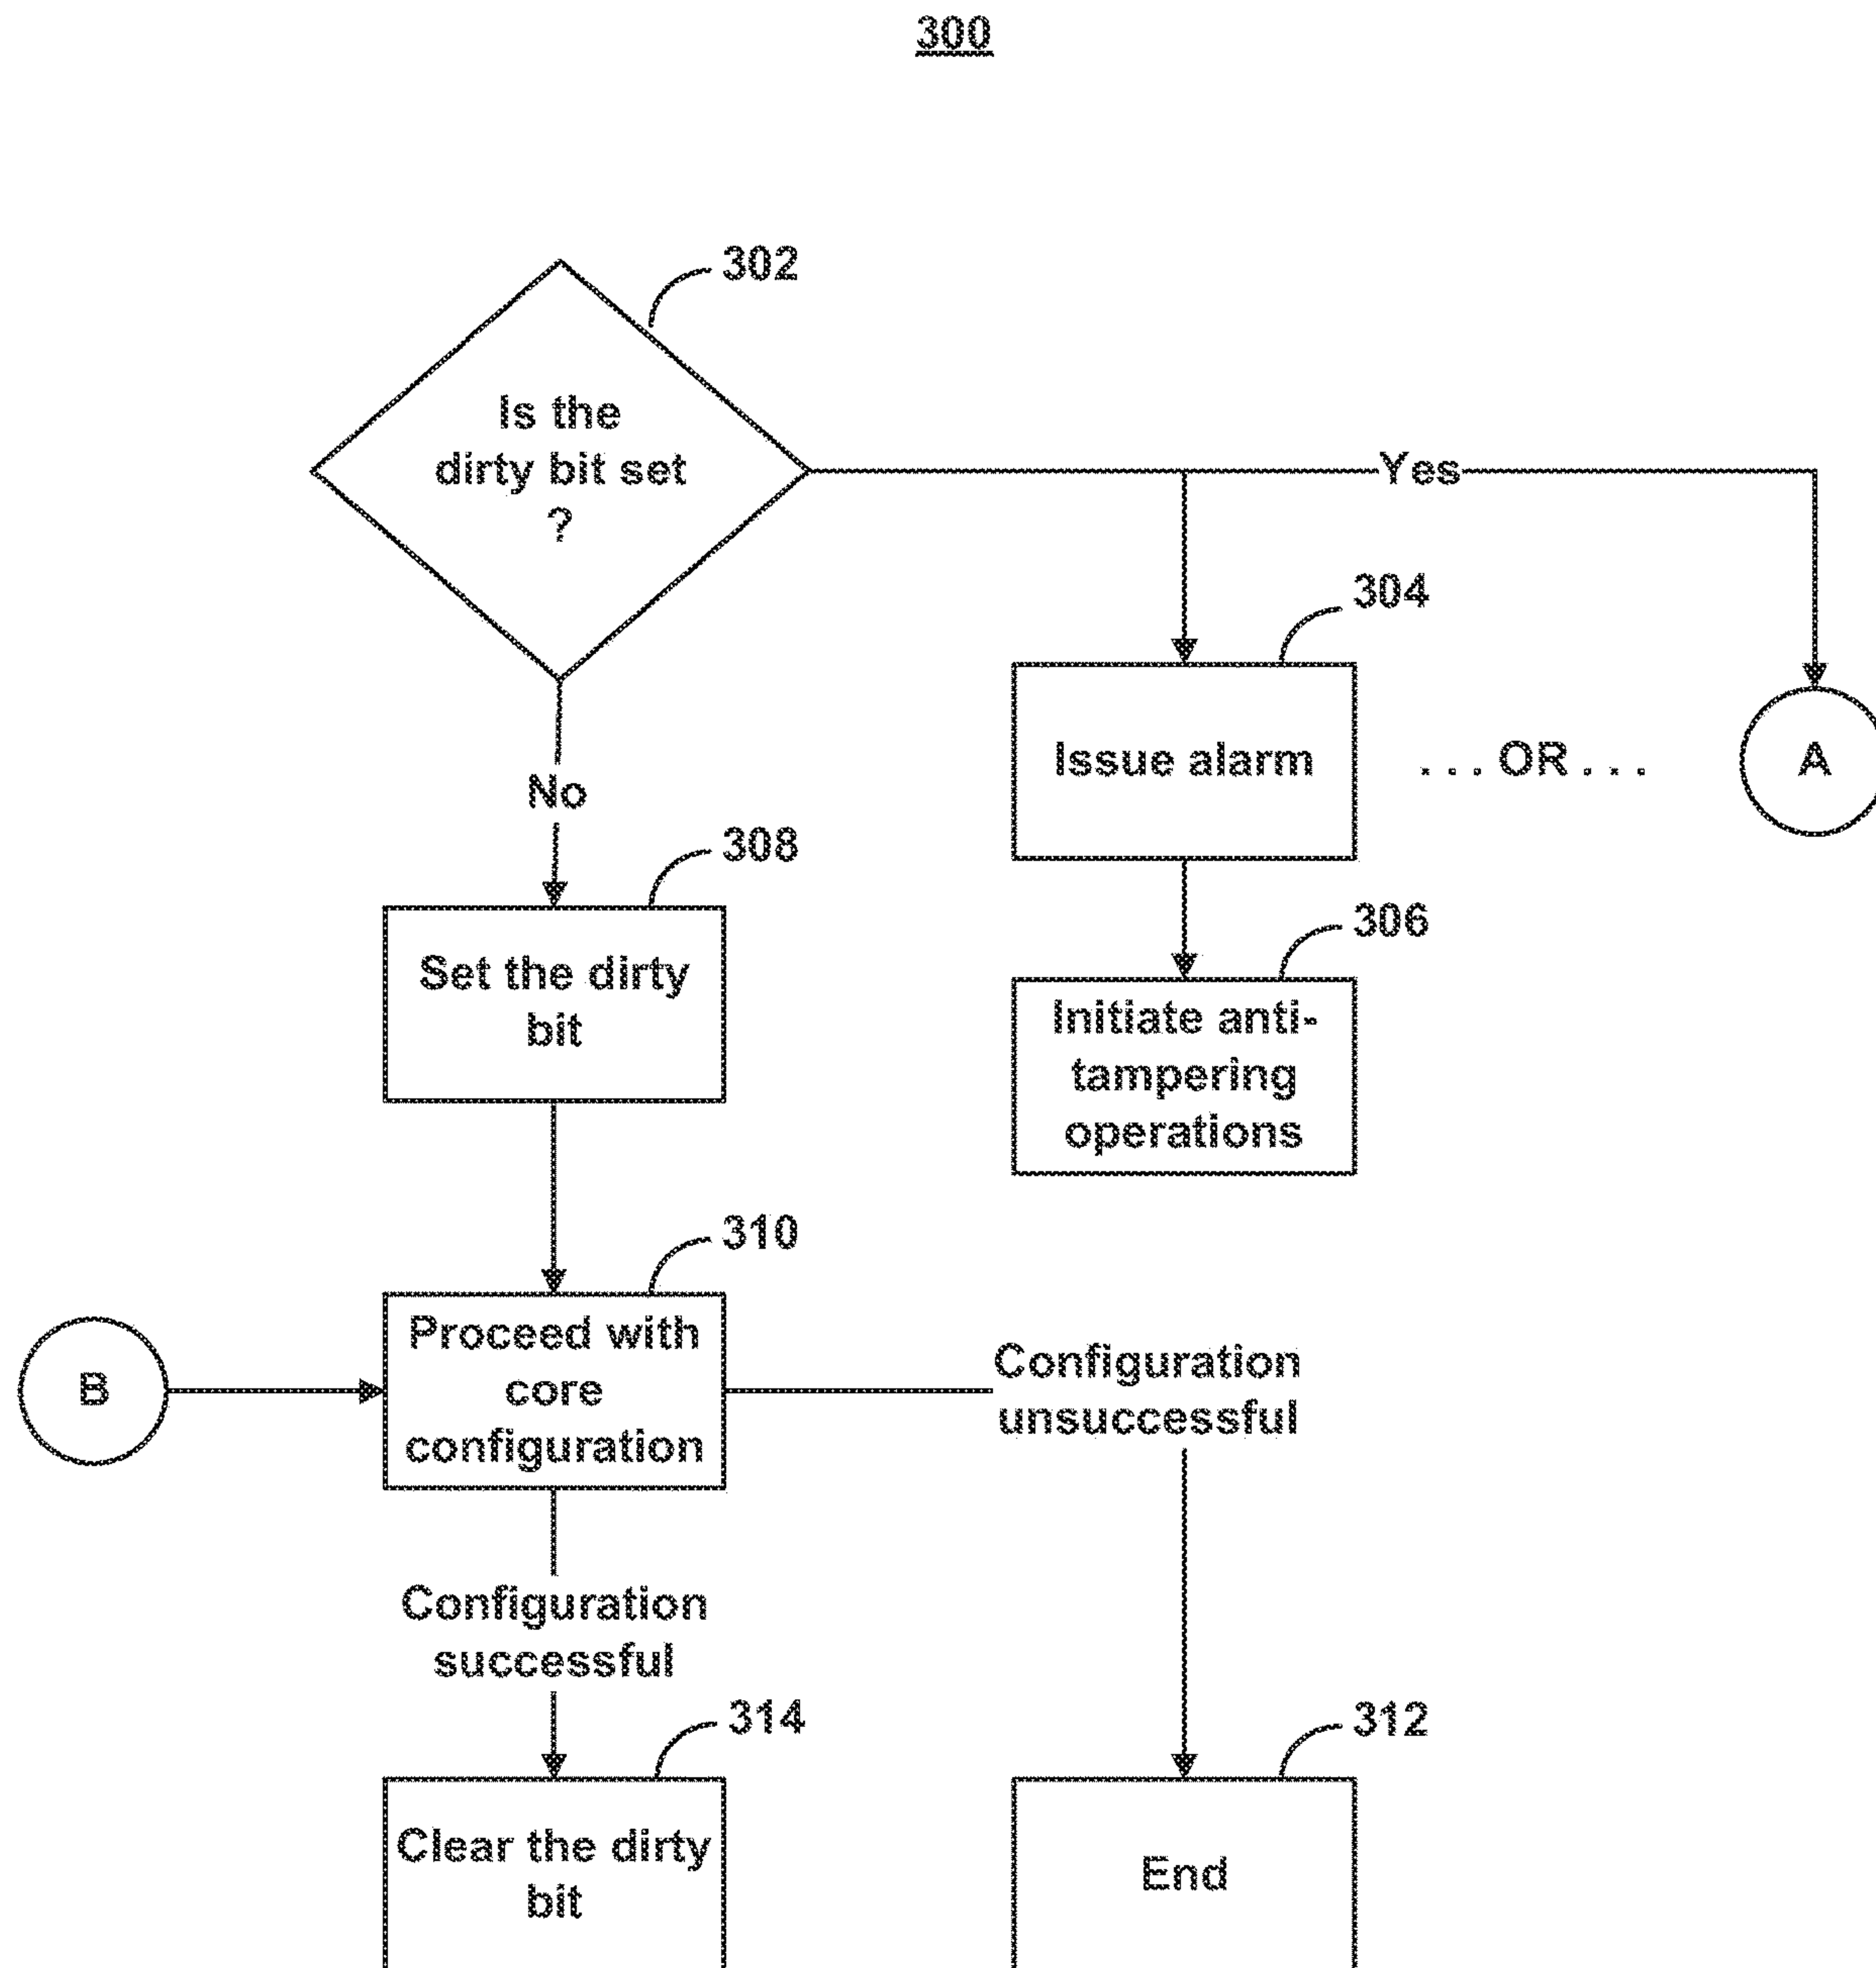 300
302
Is the
dirty bit set
?
Yes
304
Issue alarm
. . . OR . . .
A
No
308
Set the dirty
bit
306
Initiate anti-
tampering
operations
310
Proceed with
core
configuration
B
Configuration
unsuccessful
Configuration
successful
314
Clear the dirty
bit
312
End